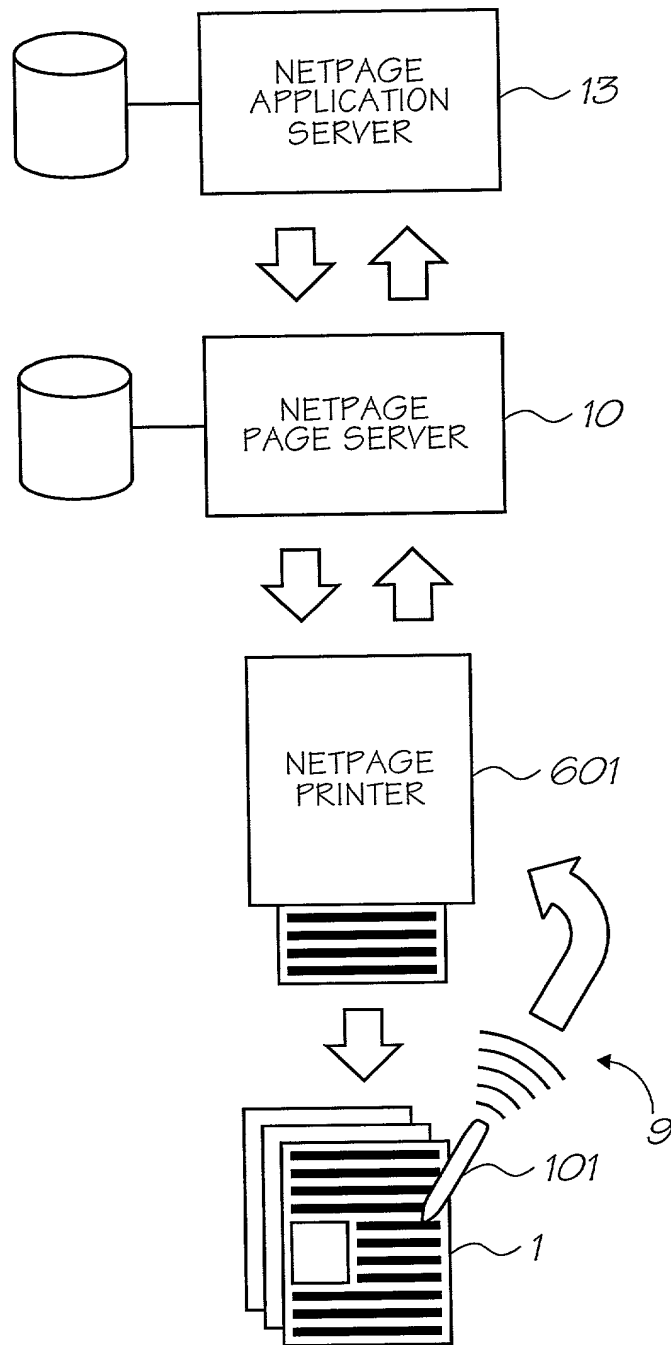 NETPAGE
APPLICATION
SERVER
13
NETPAGE
PAGE SERVER
10
NETPAGE
PRINTER
601
9
101
1